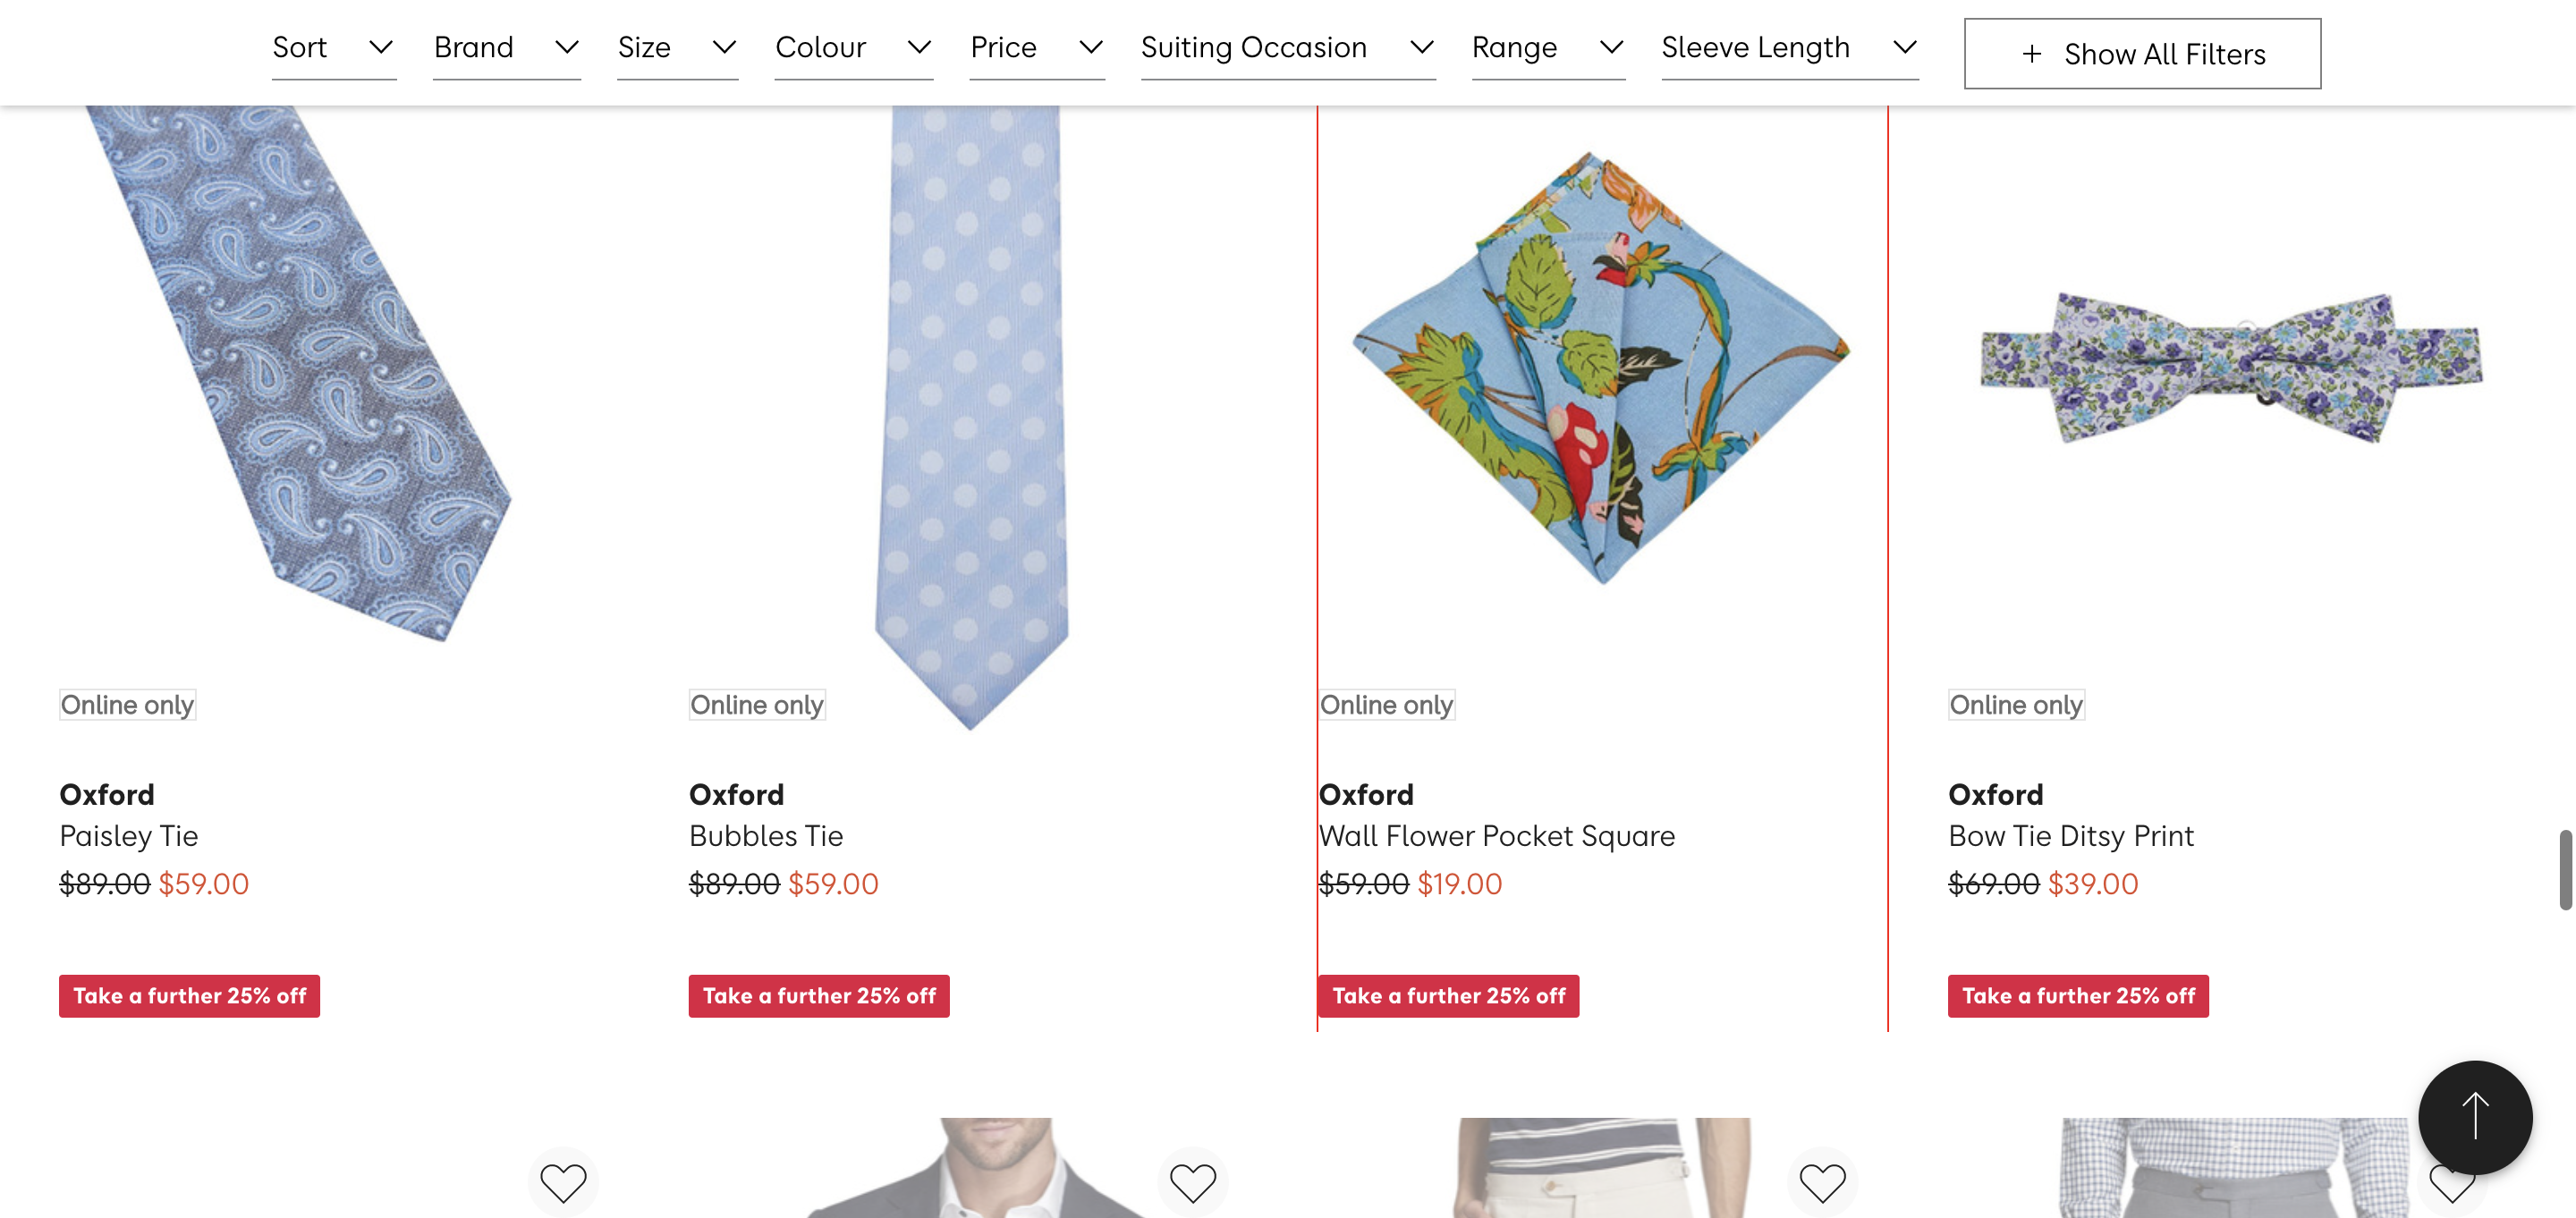 Sort Brand Size Colour Price Suiting Occasion Range Sleeve Length + Show All Filters
Online only
Oxford
Paisley Tie
$89.00 $59.00
Take a further 25% off
Online only
Oxford
Bubbles Tie
$89.00 $59.00
Take a further 25% off
Online only
Oxford
Wall Flower Pocket Square
$59.00 $19.00
Take a further 25% off
Online only
Oxford
Bow Tie Ditsy Print
$69.00 $39.00
Take a further 25% off